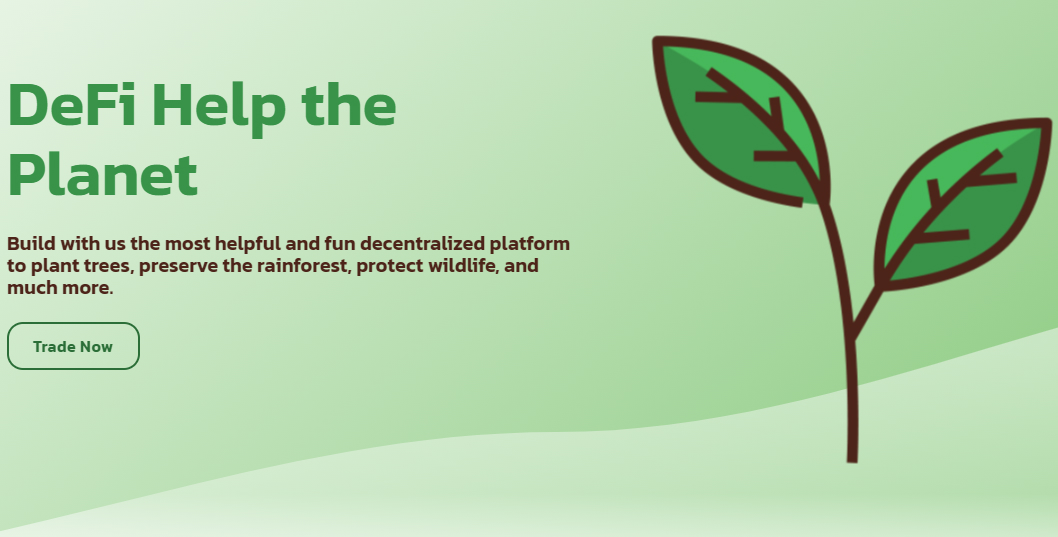 DeFi Help the
Planet
Build with us the most helpful and fun decentralized platform
to plant trees, preserve the rainforest, protect wildlife, and
much more.
Trade Now